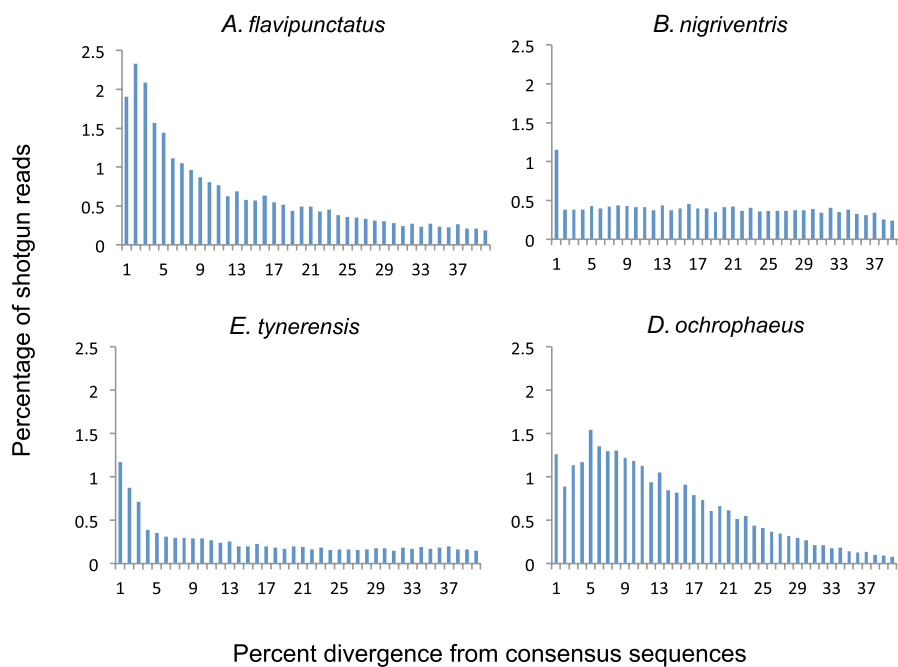 A. flavipunctatus
B. nigriventris
2.5
2
1.5
1
0.5
0
1 5 9 13 17 21 25 29 33 37
2.5
2
1.5
1
0.5
0
1 5 9 13 17 21 25 29 33 37
E. tynerensis
D. ochrophaeus
2.5
2
1.5
1
0.5
0
1 5 9 13 17 21 25 29 33 37
2.5
2
1.5
1
0.5
0
1 5 9 13 17 21 25 29 33 37
Percentage of shotgun reads
Percent divergence from consensus sequences